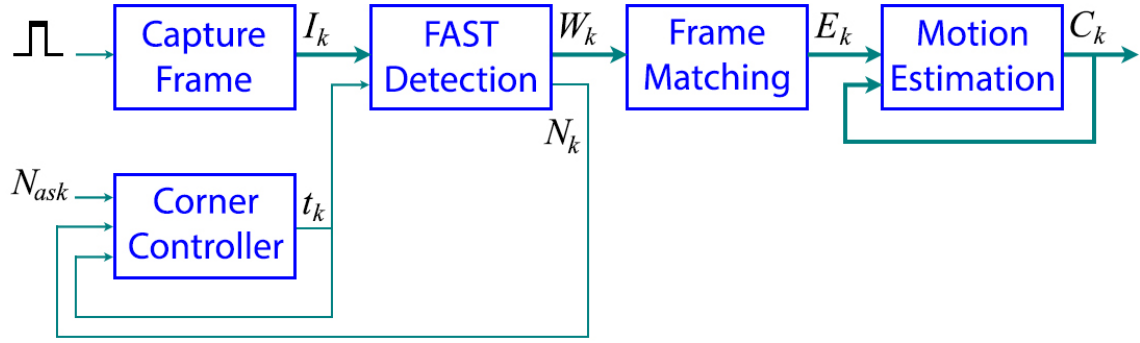 Capture
Frame
I_k
FAST
Detection
W_k
Frame
Matching
E_k
Motion
Estimation
C_k
N_k
N_ask
Corner
Controller
t_k